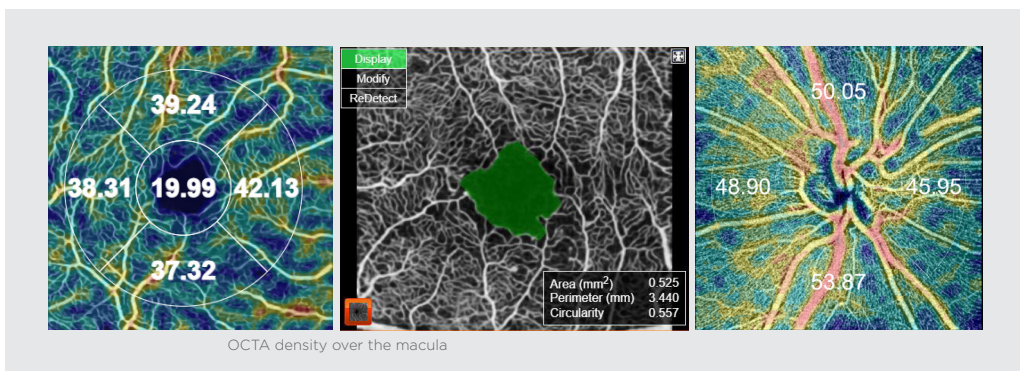 39.24
38.31 19.99 42.13
37.32
Display
Modify
ReDetect
Area (mm²) 0.525
Perimeter (mm) 3.440
Circularity 0.557
50.05
48.90 45.95
53.87
OCTA density over the macula